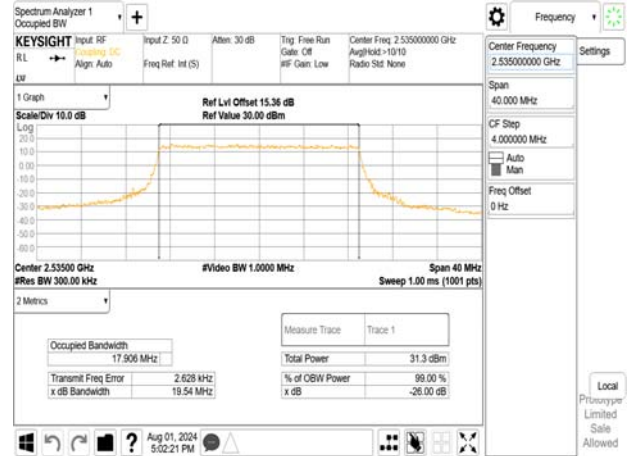 Spectrum Analyzer 1
Occupied BW
KEYSIGHT
RL
Input: RF
Coupling: DC
Align: Auto
Input Z: 50 Ω
Freq Ref: Int (S)
Atten: 30 dB
Trig: Free Run
Gate: Off
#IF Gain: Low
Center Freq: 2.535000000 GHz
Avg|Hold:>10/10
Radio Std: None
1 Graph
Scale/Div 10.0 dB
Ref Lvl Offset 15.36 dB
Ref Value 30.00 dBm
Log
20.0
10.0
0.00
-10.0
-20.0
-30.0
-40.0
-50.0
-60.0
Center 2.53500 GHz
#Res BW 300.00 kHz
#Video BW 1.0000 MHz
Span 40 MHz
Sweep 1.00 ms (1001 pts)
2 Metrics
Measure Trace Trace 1
Occupied Bandwidth
17.906 MHz
Total Power 31.3 dBm
Transmit Freq Error 2.628 kHz
% of OBW Power 99.00 %
x dB Bandwidth 19.54 MHz
x dB -26.00 dB
Aug 01, 2024
5:02:21 PM
Frequency
Settings
Center Frequency
2.535000000 GHz
Span
40.000 MHz
CF Step
4.000000 MHz
Auto
Man
Freq Offset
0 Hz
Local
Prototype
Limited
Sale
Allowed